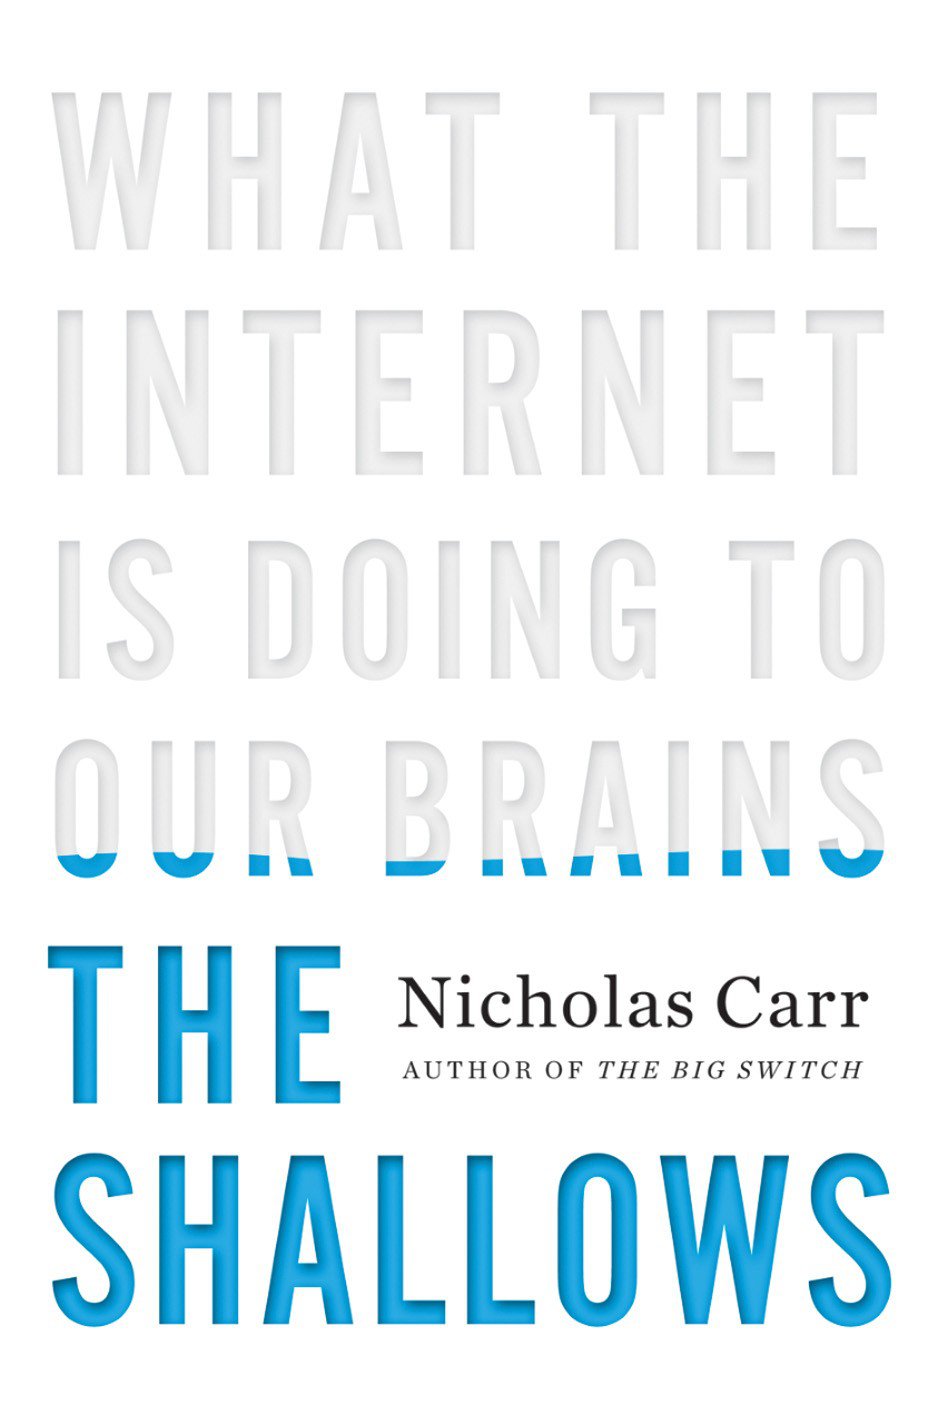 WHAT THE
INTERNET
IS DOING TO
OUR BRAINS
THE
Nicholas Carr
AUTHOR OF THE BIG SWITCH
SHALLOWS